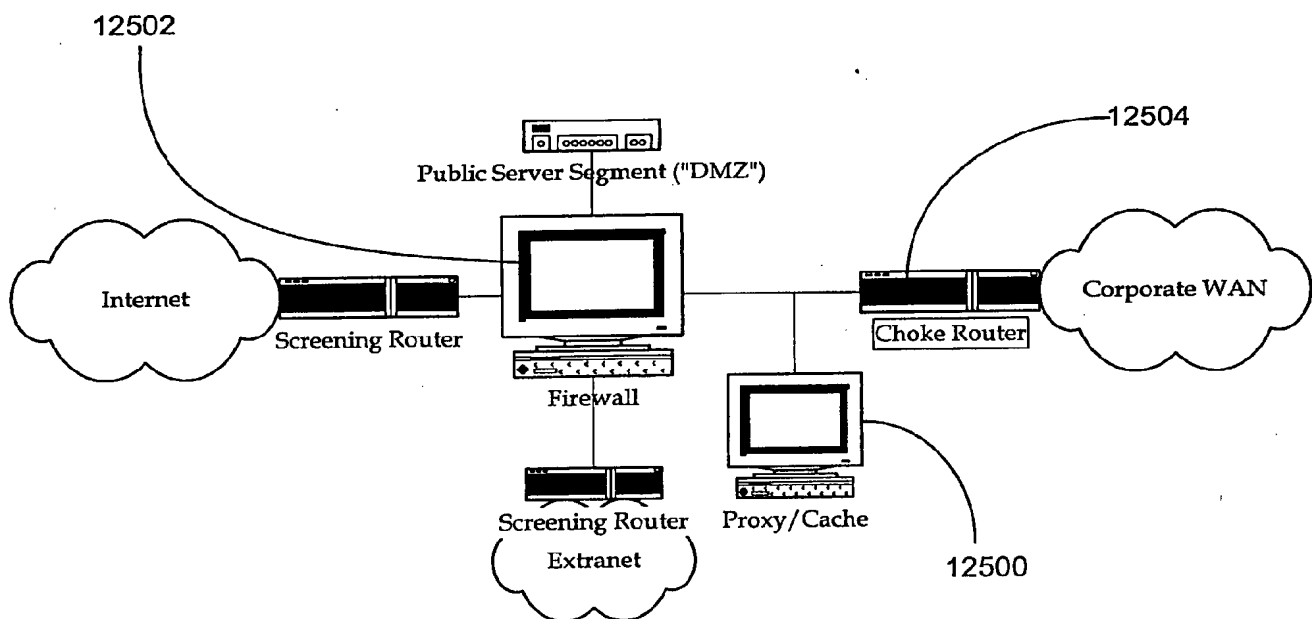 12502
12504
Public Server Segment ("DMZ")
Internet
Corporate WAN
Screening Router
Choke Router
Firewall
Screening Router
Proxy/Cache
Extranet
12500